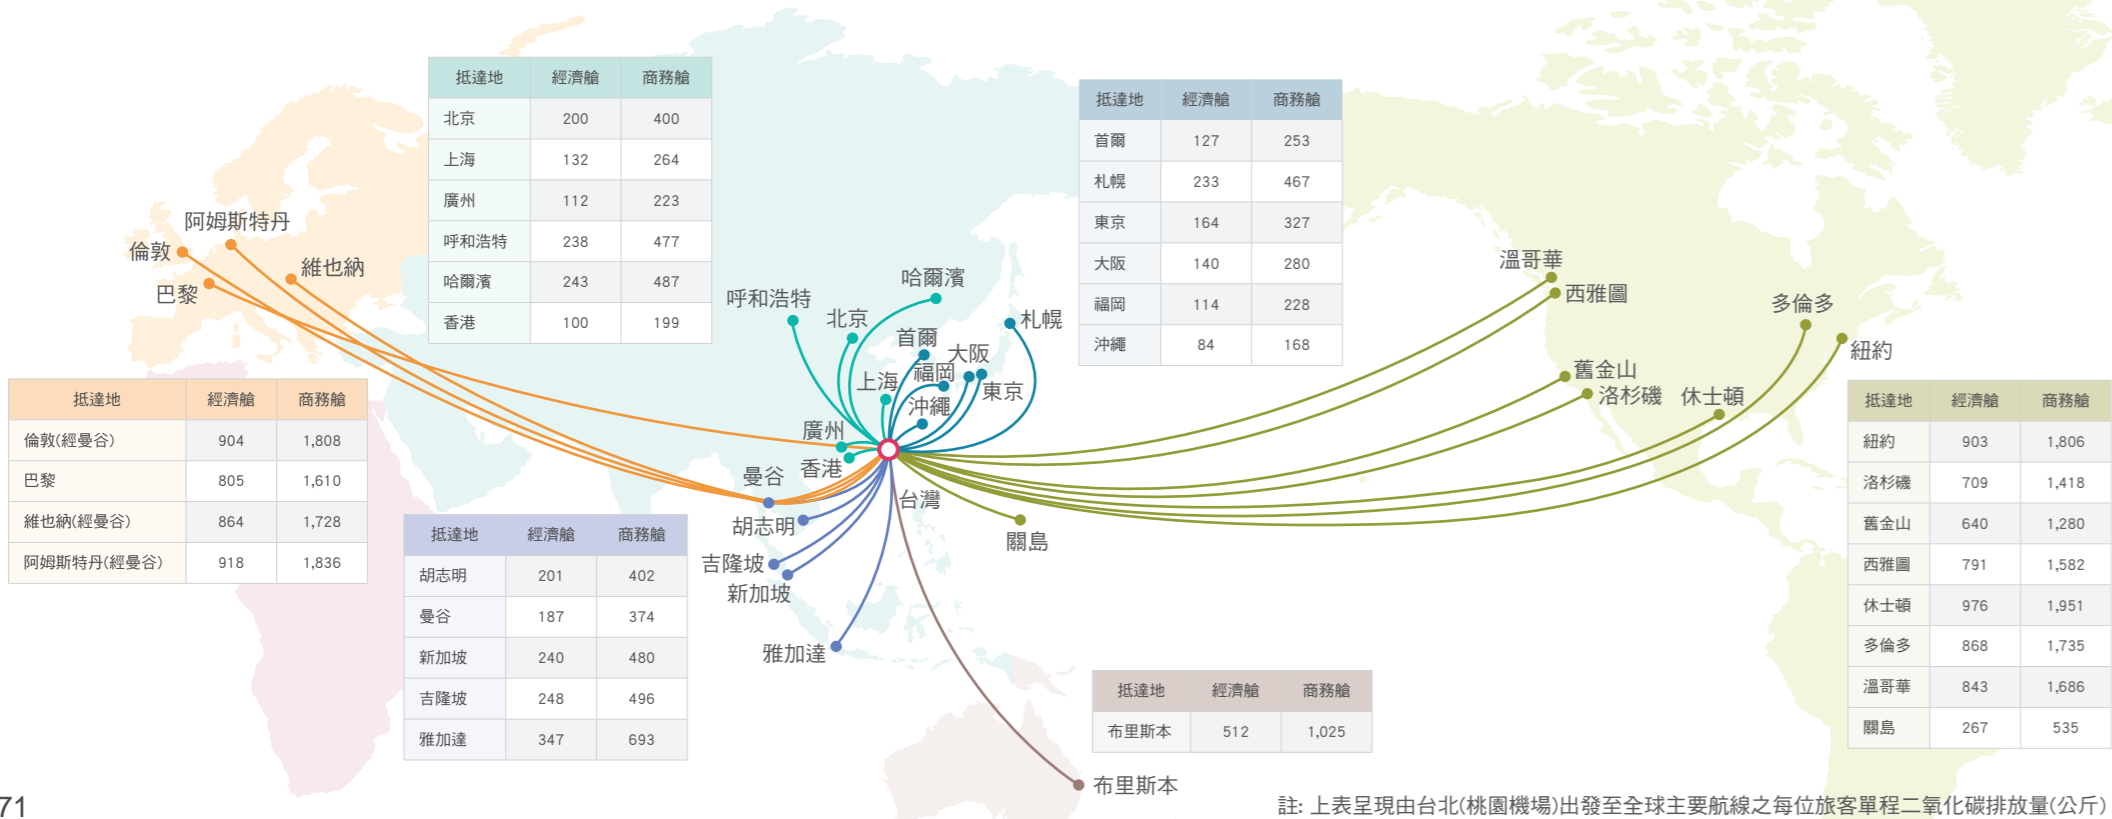 抵達地 經濟艙 商務艙
北京 200 400
上海 132 264
廣州 112 223
呼和浩特 238 477
哈爾濱 243 487
香港 100 199
抵達地 經濟艙 商務艙
首爾 127 253
札幌 233 467
東京 164 327
大阪 140 280
福岡 114 228
沖繩 84 168
阿姆斯特丹
倫敦
維也納
巴黎
呼和浩特
哈爾濱
北京
首爾
札幌
大阪
福岡
東京
上海
沖繩
廣州
香港
曼谷
台灣
胡志明
吉隆坡
新加坡
雅加達
關島
布里斯本
溫哥華
西雅圖
多倫多
紐約
舊金山
洛杉磯
休士頓
抵達地 經濟艙 商務艙
倫敦(經曼谷) 904 1,808
巴黎 805 1,610
維也納(經曼谷) 864 1,728
阿姆斯特丹(經曼谷) 918 1,836
抵達地 經濟艙 商務艙
胡志明 201 402
曼谷 187 374
新加坡 240 480
吉隆坡 248 496
雅加達 347 693
抵達地 經濟艙 商務艙
布里斯本 512 1,025
抵達地 經濟艙 商務艙
紐約 903 1,806
洛杉磯 709 1,418
舊金山 640 1,280
西雅圖 791 1,582
休士頓 976 1,951
多倫多 868 1,735
溫哥華 843 1,686
關島 267 535
71
註: 上表呈現由台北(桃園機場)出發至全球主要航線之每位旅客單程二氧化碳排放量(公斤)